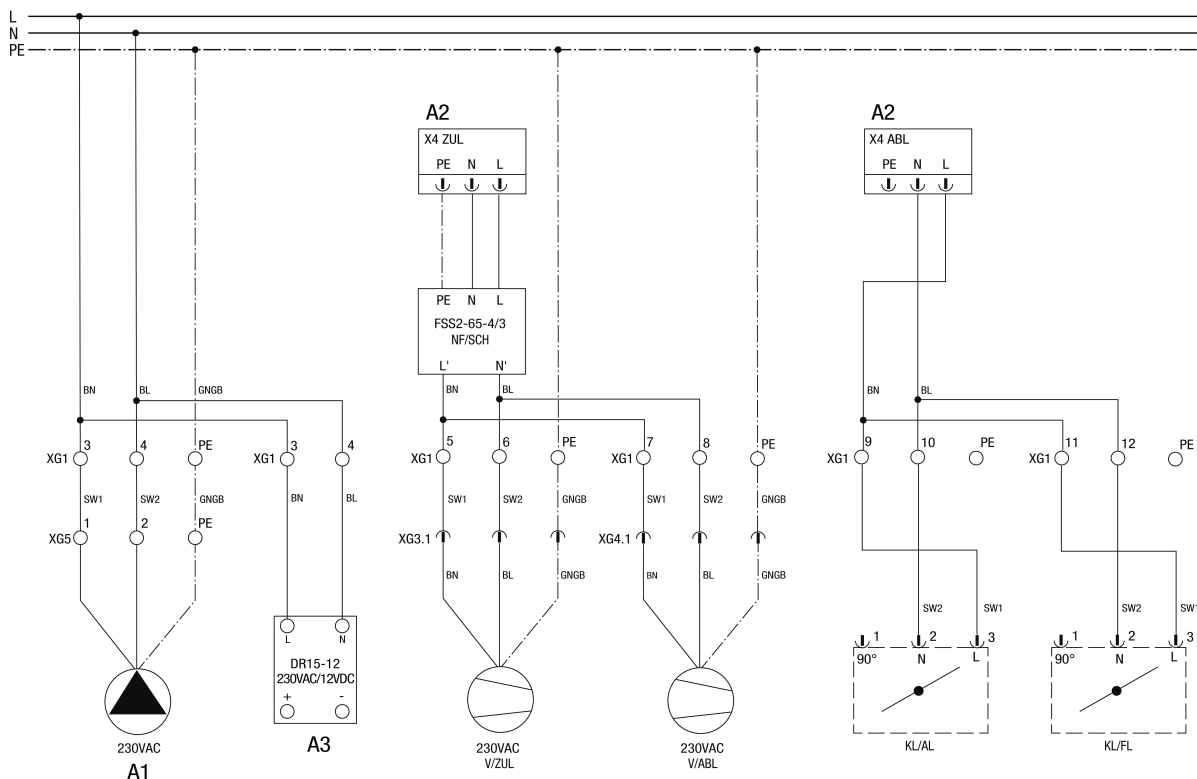 L
N
PE
A2 A2
X4 ZUL X4 ABL
PE N L PE N L
PE N L
FSS2-65-4/3
NF/SCH
L' N'
BN BL GNGB BN BL BN BL
3 4 PE 3 4 5 6 PE 7 8 PE 9 10 PE 11 12 PE
XG1 XG1 XG1 XG1 XG1 XG1
SW1 SW2 GNGB BN BL SW1 SW2 GNGB SW1 SW2 GNGB
1 2 PE
XG5 XG3.1 XG4.1
BN BL GNGB BN BL GNGB
SW2 SW1 SW2 SW1
1 2 3 1 2 3
L N 90° N L 90° N L
DR15-12
230VAC/12VDC
+ -
230VAC A3 230VAC 230VAC KL/AL KL/FL
A1 V/ZUL V/ABL